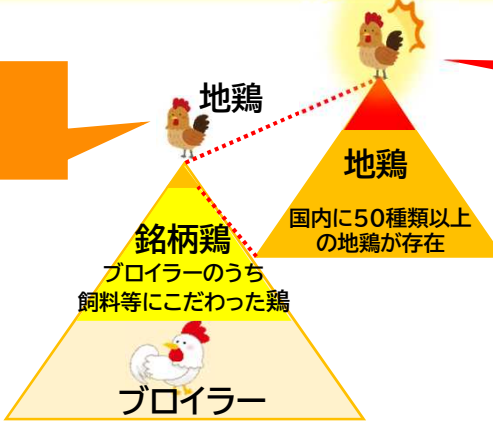 地鶏
地鶏
国内に50種類以上
の地鶏が存在
銘柄鶏
ブロイラーのうち
飼料等にこだわった鶏
ブロイラー